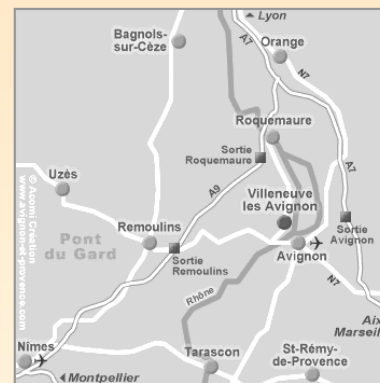 Lyon
Bagnols-
sur-Cèze
A7
Orange
N7
Roquemaure
Sortie
Roquemaure
A7
Uzès
A9
Villeneuve
les Avignon
© Acomi Création
www.avignon-et-provence.com
Remoulins
Sortie
Avignon
Pont
du Gard
Sortie
Remoulins
Avignon
Rhône
N7
Aix
Marseil
Nîmes
Tarascon
St-Rémy-
de-Provence
Montpellier